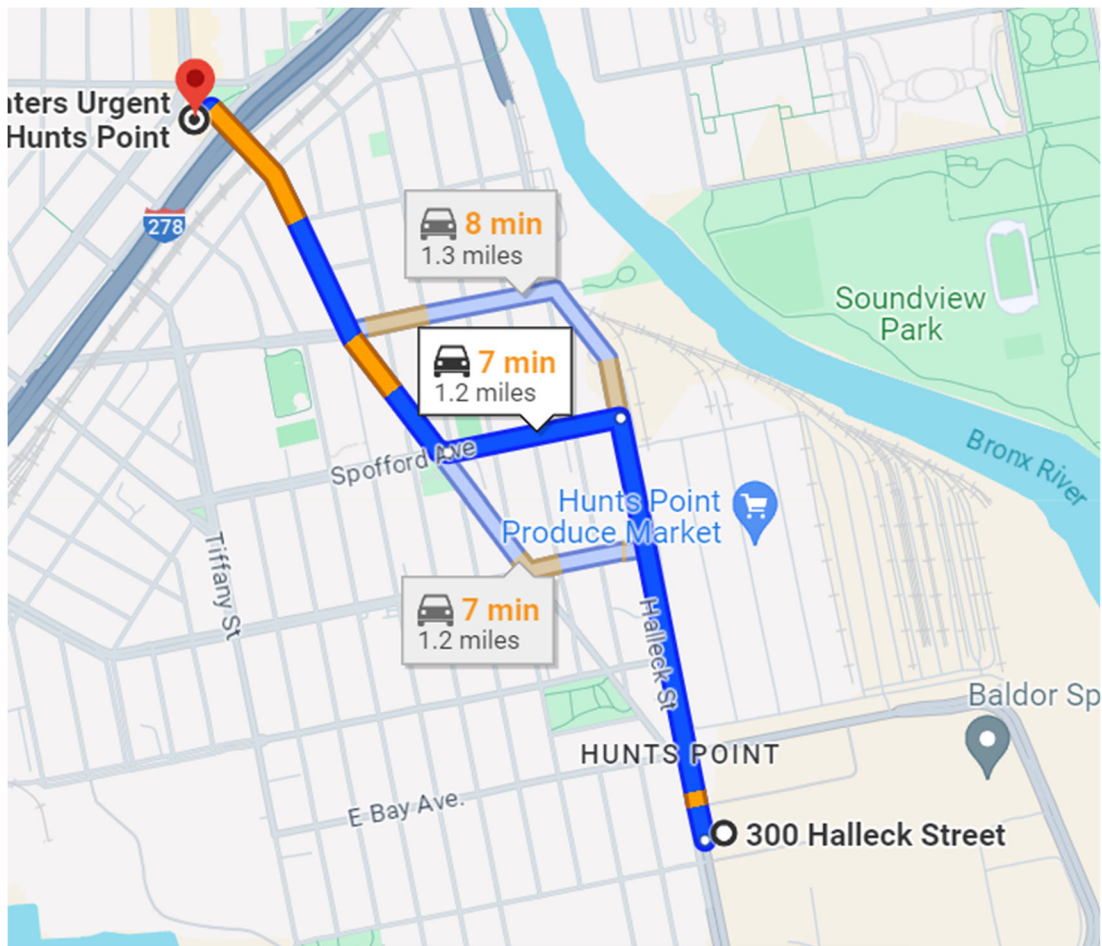 nters Urgent
Hunts Point
278
8 min
1.3 miles
Soundview
Park
7 min
1.2 miles
Bronx River
Spofford Ave
Hunts Point
Produce Market
Tiffany St
7 min
1.2 miles
Halleck St
Baldor Sp
HUNTS POINT
E Bay Ave.
300 Halleck Street